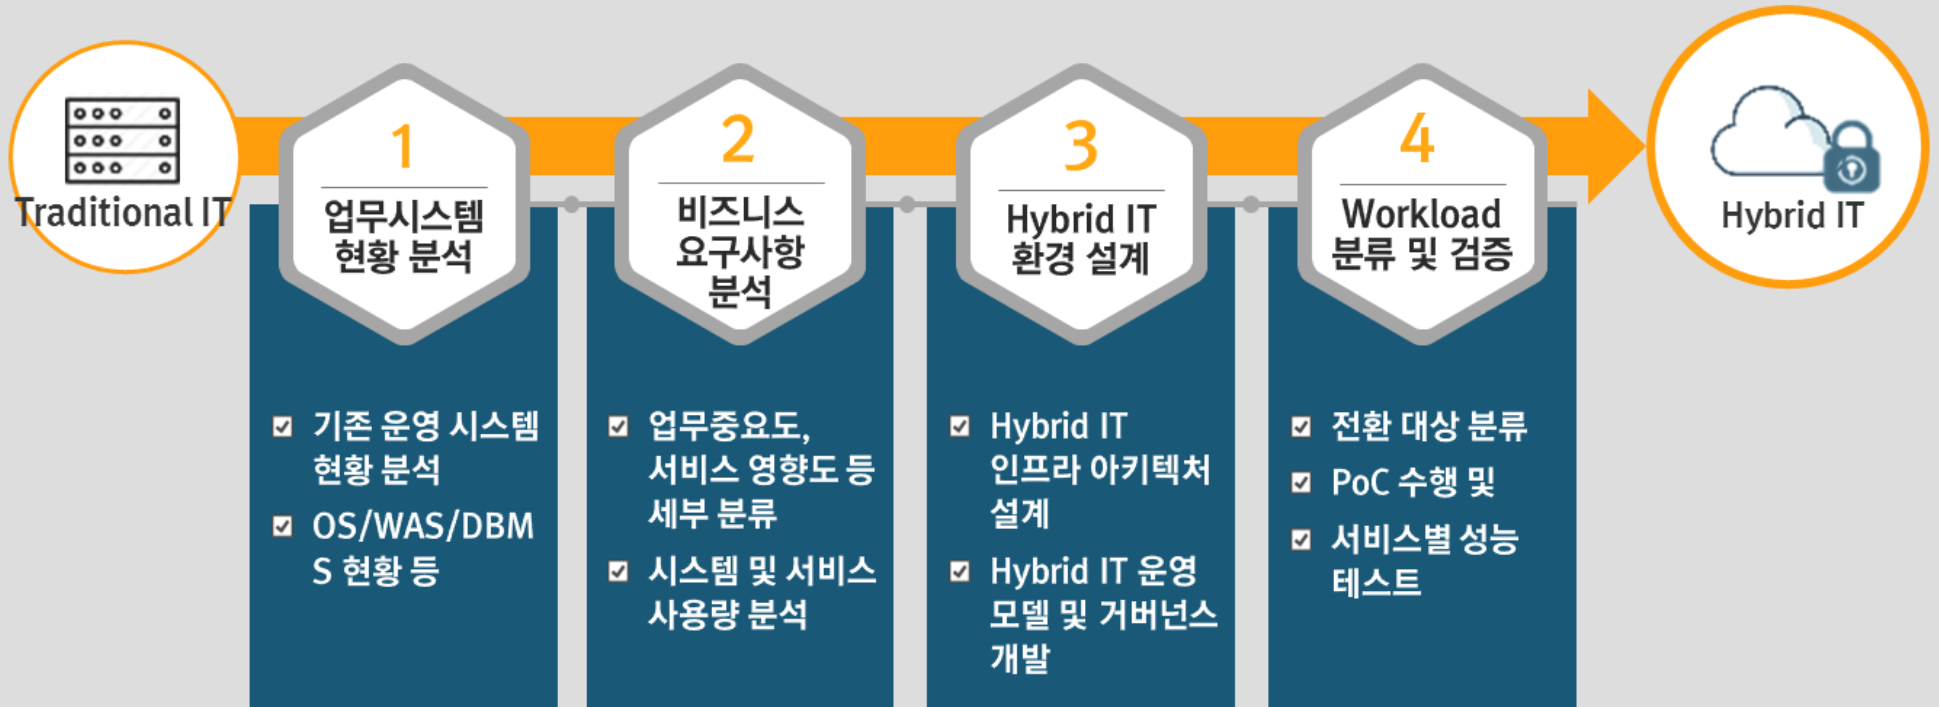 Traditional IT
1
업무시스템
현황 분석
기존 운영 시스템
현황 분석
OS/WAS/DBM
S 현황 등
2
비즈니스
요구사항
분석
업무중요도,
서비스 영향도 등
세부 분류
시스템 및 서비스
사용량 분석
3
Hybrid IT
환경 설계
Hybrid IT
인프라 아키텍처
설계
Hybrid IT 운영
모델 및 거버넌스
개발
4
Workload
분류 및 검증
전환 대상 분류
PoC 수행 및
서비스별 성능
테스트
Hybrid IT